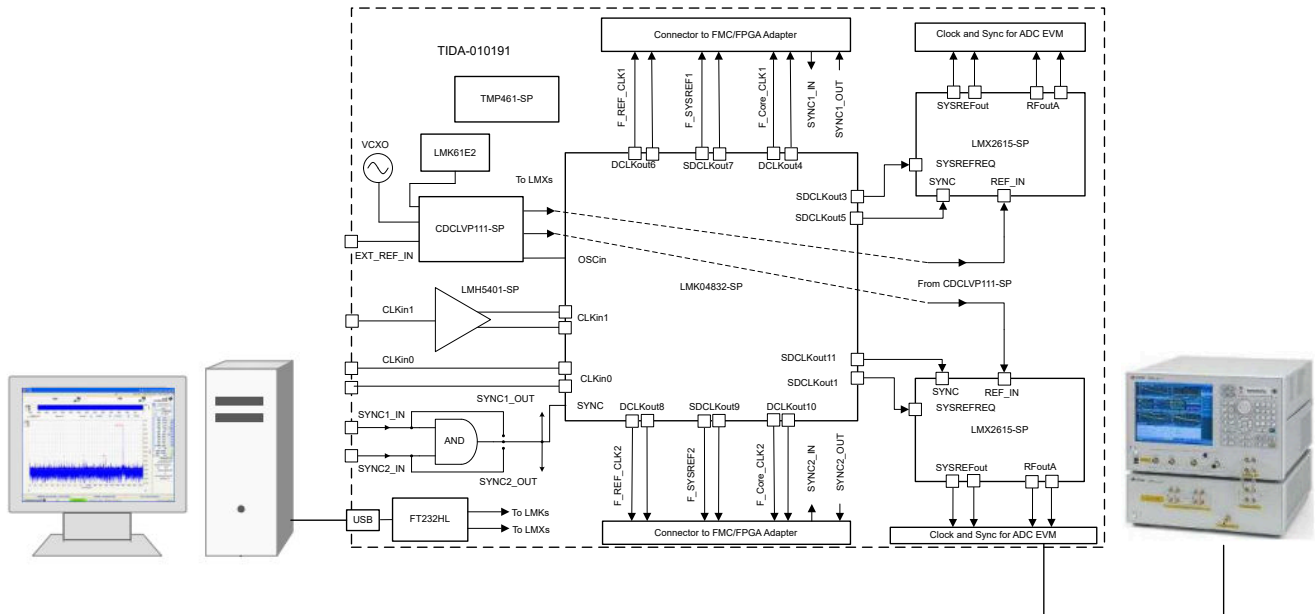 TIDA-010191
Connector to FMC/FPGA Adapter
Clock and Sync for ADC EVM
TMP461-SP
F_REF_CLK1
F_SYSREF1
F_Core_CLK1
SYNC1_IN
SYNC1_OUT
SYSREFout
RFoutA
LMX2615-SP
SYSREFREQ
SYNC
REF_IN
VCXO
LMK61E2
To LMXs
DCLKout6
SDCLKout7
DCLKout4
SDCLKout3
SDCLKout5
CDCLVP111-SP
EXT_REF_IN
OSCin
LMK04832-SP
From CDCLVP111-SP
LMH5401-SP
CLKin1
CLKin1
CLKin0
CLKin0
SDCLKout11
SDCLKout1
SYNC
REF_IN
SYSREFREQ
LMX2615-SP
SYSREFout
RFoutA
SYNC1_OUT
SYNC
SYNC1_IN
AND
SYNC2_IN
SYNC2_OUT
DCLKout8
SDCLKout9
DCLKout10
F_REF_CLK2
F_SYSREF2
F_Core_CLK2
SYNC2_IN
SYNC2_OUT
USB
FT232HL
To LMKs
To LMXs
Connector to FMC/FPGA Adapter
Clock and Sync for ADC EVM